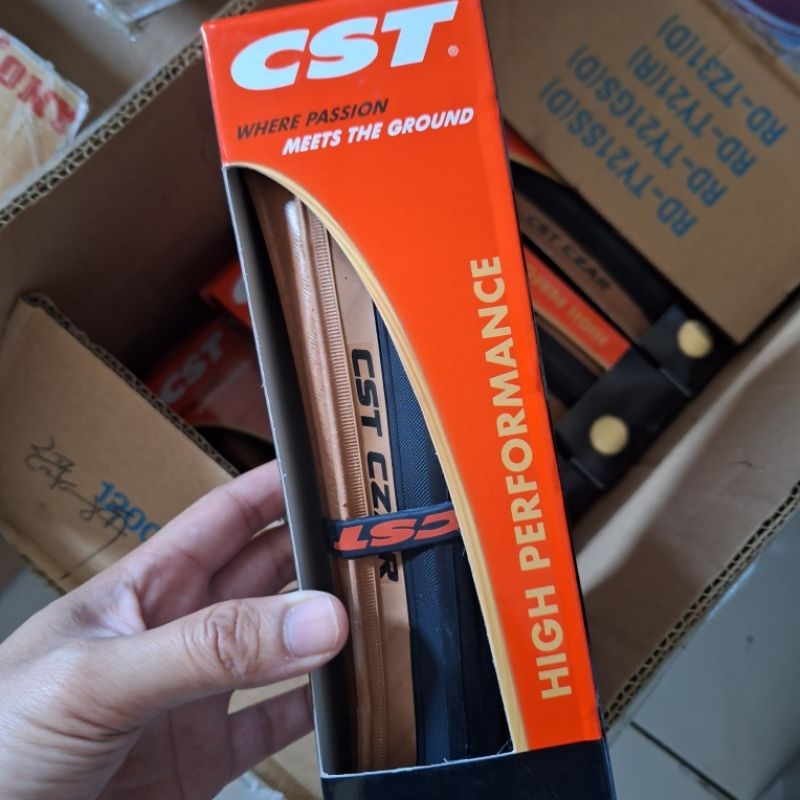 CST®
WHERE PASSION
MEETS THE GROUND
HIGH PERFORMANCE
CST CZAR
CST
CST CZAR
CST
RD-TY21SS(D)
RD-TY21GS(D)
RD-TY21(R)
RD-TZ31(D)
1200